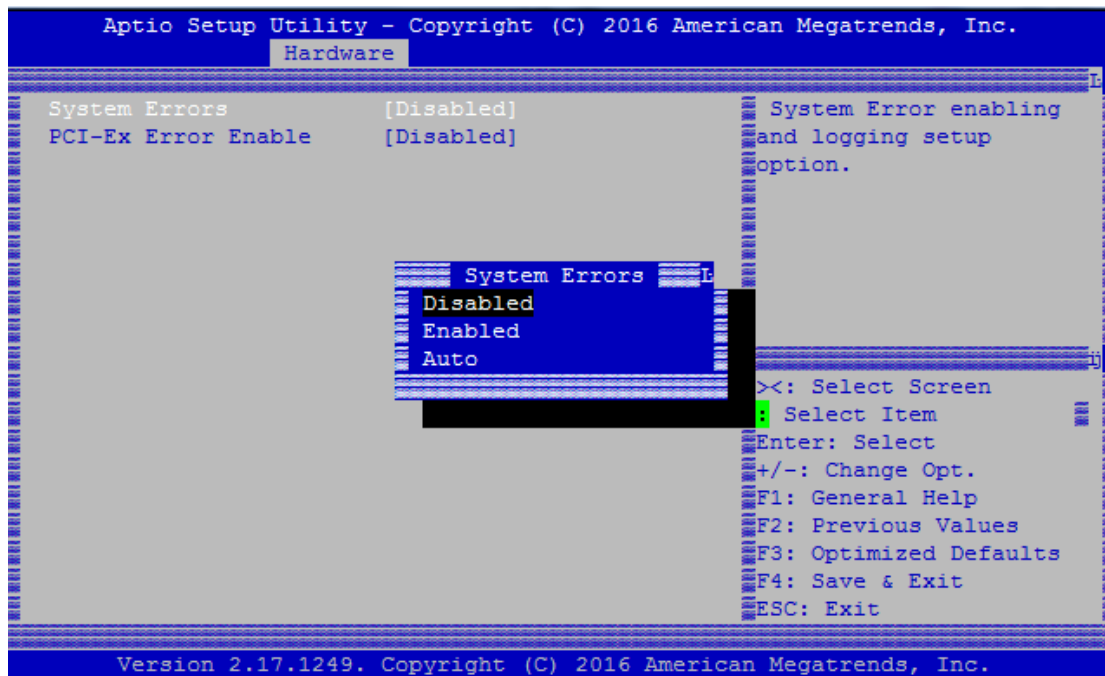 Aptio Setup Utility - Copyright (C) 2016 American Megatrends, Inc.
Hardware
System Errors [Disabled]
PCI-Ex Error Enable [Disabled]
System Error enabling
and logging setup
option.
System Errors
Disabled
Enabled
Auto
><: Select Screen
: Select Item
Enter: Select
+/-: Change Opt.
F1: General Help
F2: Previous Values
F3: Optimized Defaults
F4: Save & Exit
ESC: Exit
Version 2.17.1249. Copyright (C) 2016 American Megatrends, Inc.